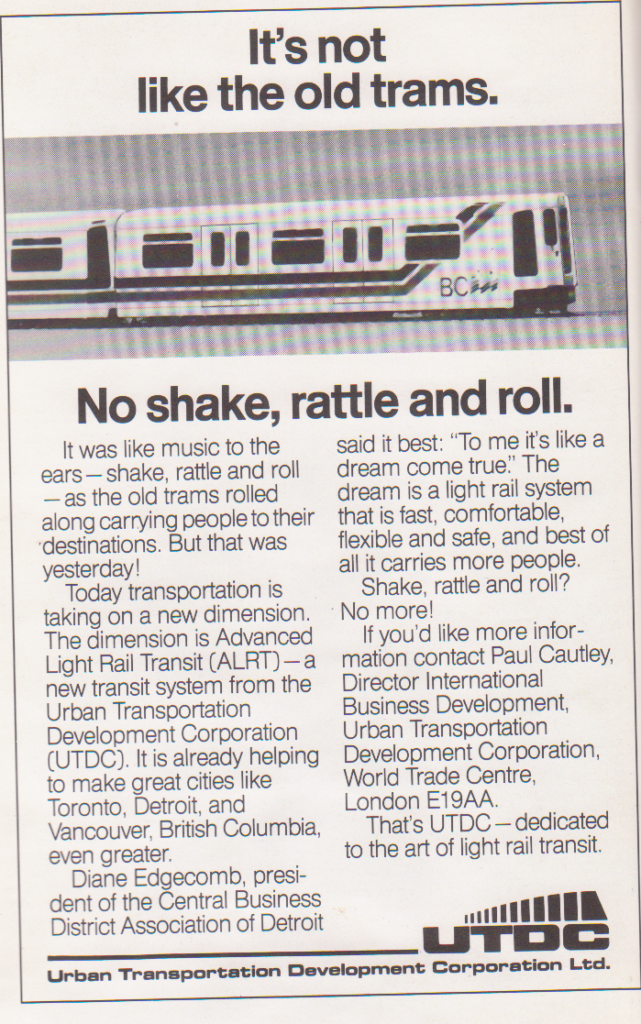 It's not
like the old trams.
BC
No shake, rattle and roll.
It was like music to the
ears—shake, rattle and roll
—as the old trams rolled
along carrying people to their
destinations. But that was
yesterday!
Today transportation is
taking on a new dimension.
The dimension is Advanced
Light Rail Transit (ALRT)—a
new transit system from the
Urban Transportation
Development Corporation
(UTDC). It is already helping
to make great cities like
Toronto, Detroit, and
Vancouver, British Columbia,
even greater.
Diane Edgecomb, presi-
dent of the Central Business
District Association of Detroit
said it best: "To me it's like a
dream come true." The
dream is a light rail system
that is fast, comfortable,
flexible and safe, and best of
all it carries more people.
Shake, rattle and roll?
No more!
If you'd like more infor-
mation contact Paul Cautley,
Director International
Business Development,
Urban Transportation
Development Corporation,
World Trade Centre,
London E19AA.
That's UTDC—dedicated
to the art of light rail transit.
UTDC
Urban Transportation Development Corporation Ltd.